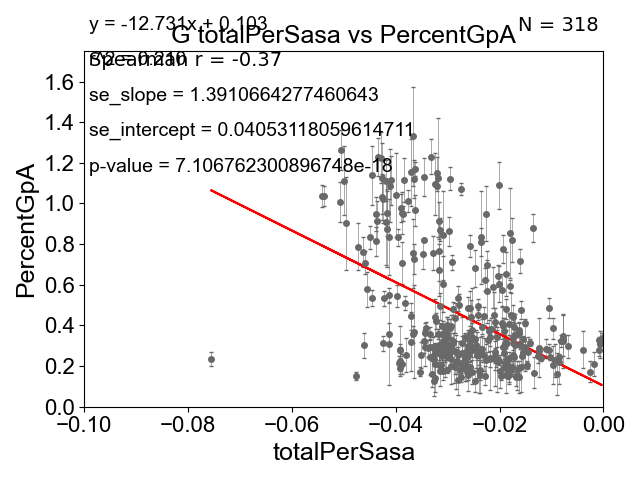 y = -12.731x + 0.103
N = 318
G totalPerSasa vs PercentGpA
Spearman r = -0.37
se_slope = 1.3910664277460643
se_intercept = 0.04053118059614711
p-value = 7.106762300896748e-18
PercentGpA
1.6
1.4
1.2
1.0
0.8
0.6
0.4
0.2
0.0
−0.10 −0.08 −0.06 −0.04 −0.02 0.00
totalPerSasa